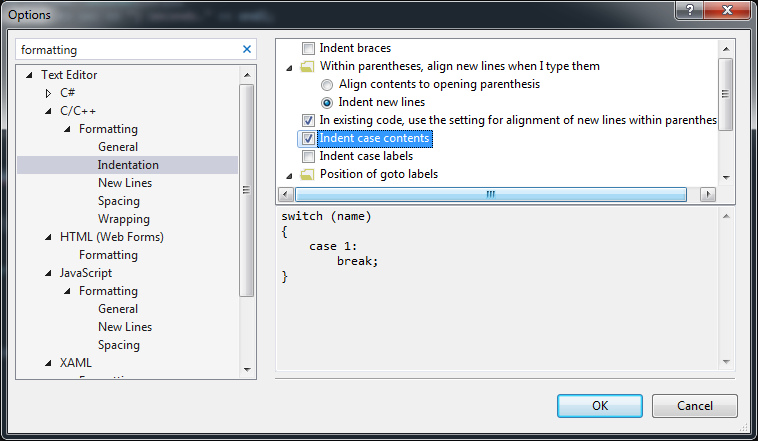 Options
formatting
Text Editor
C#
C/C++
Formatting
General
Indentation
New Lines
Spacing
Wrapping
HTML (Web Forms)
Formatting
JavaScript
Formatting
General
New Lines
Spacing
XAML
Indent braces
Within parentheses, align new lines when I type them
Align contents to opening parenthesis
Indent new lines
In existing code, use the setting for alignment of new lines within parenthes
Indent case contents
Indent case labels
Position of goto labels
switch (name)
{
    case 1:
        break;
}
OK
Cancel